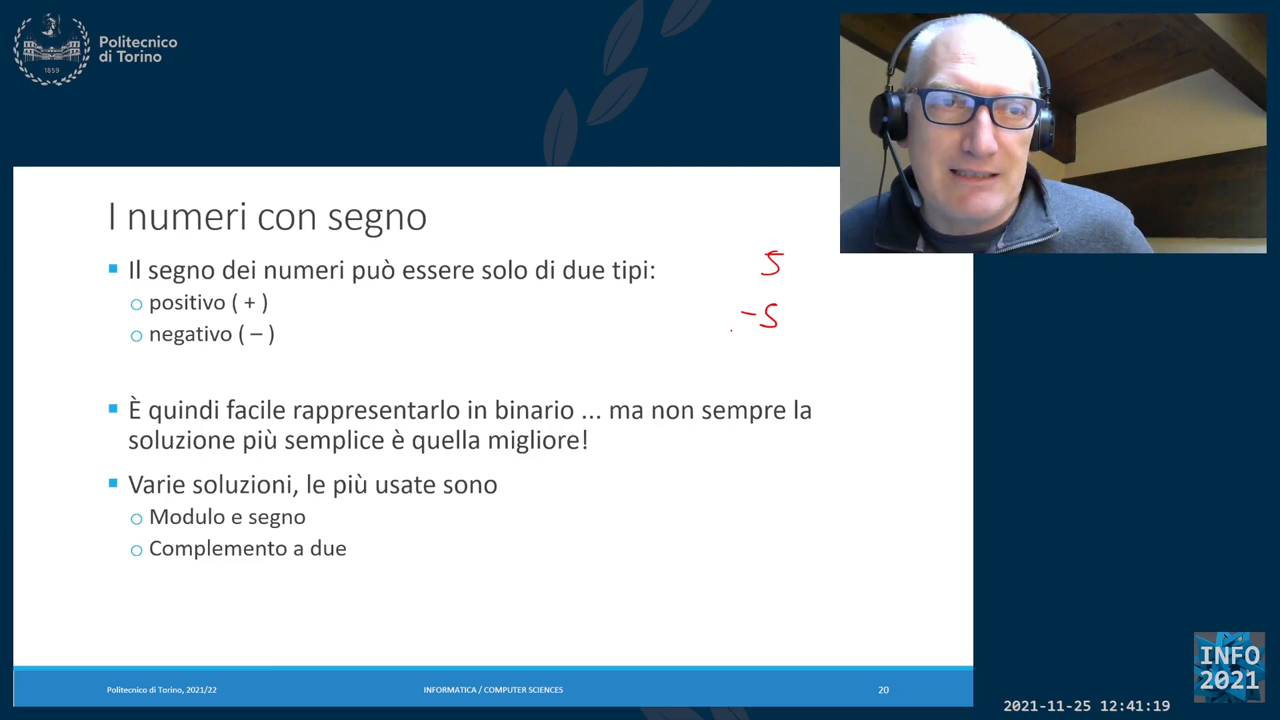 Politecnico
di Torino
1859
I numeri con segno
Il segno dei numeri può essere solo di due tipi:
positivo ( + )
negativo ( – )
5
-5
È quindi facile rappresentarlo in binario ... ma non sempre la
soluzione più semplice è quella migliore!
Varie soluzioni, le più usate sono
Modulo e segno
Complemento a due
Politecnico di Torino, 2021/22
INFORMATICA / COMPUTER SCIENCES
20
INFO
2021
2021-11-25 12:41:19